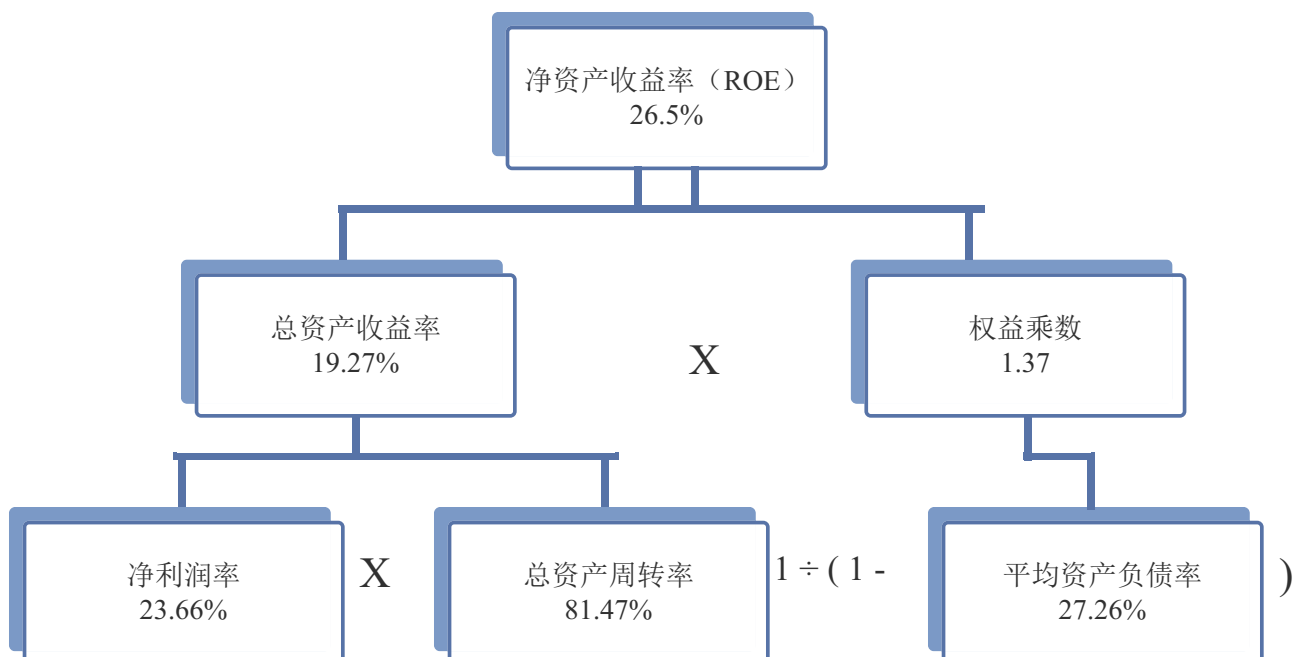 净资产收益率（ROE）
26.5%
总资产收益率
19.27%
X
权益乘数
1.37
净利润率
23.66%
X
总资产周转率
81.47%
1 ÷ ( 1 -
平均资产负债率
27.26%
)